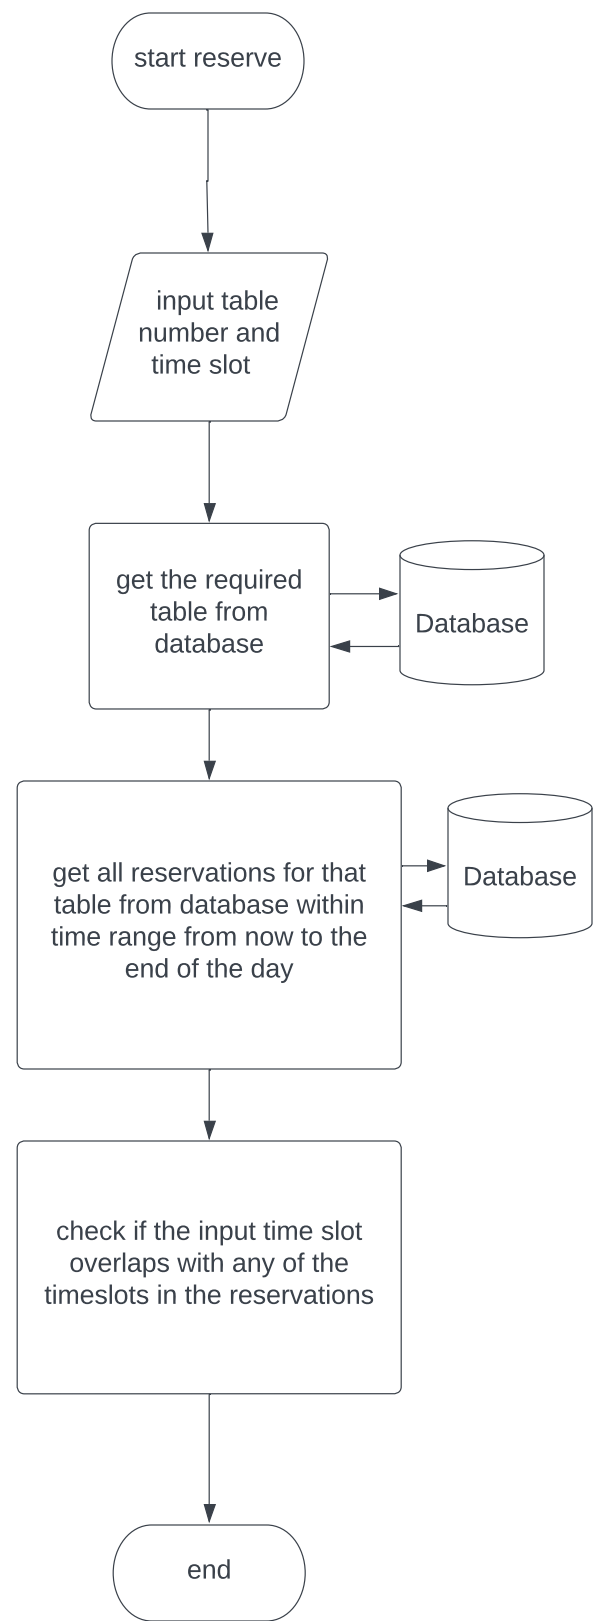 start reserve
input table
number and
time slot
get the required
table from
database
Database
get all reservations for that
table from database within
time range from now to the
end of the day
Database
check if the input time slot
overlaps with any of the
timeslots in the reservations
end